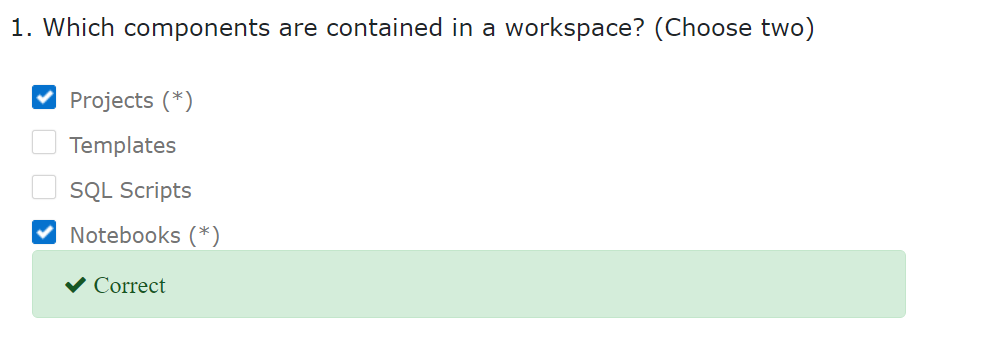 1. Which components are contained in a workspace? (Choose two)
Projects (*)
Templates
SQL Scripts
Notebooks (*)
Correct